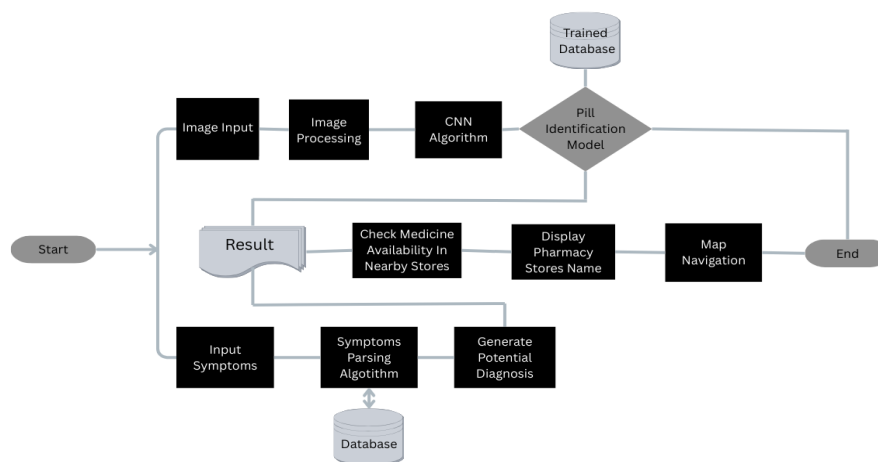 Trained
Database
Image Input
Image
Processing
CNN
Algorithm
Pill
Identification
Model
Start
Result
Check Medicine
Availability In
Nearby Stores
Display
Pharmacy
Stores Name
Map
Navigation
End
Input
Symptoms
Symptoms
Parsing
Algotithm
Generate
Potential
Diagnosis
Database